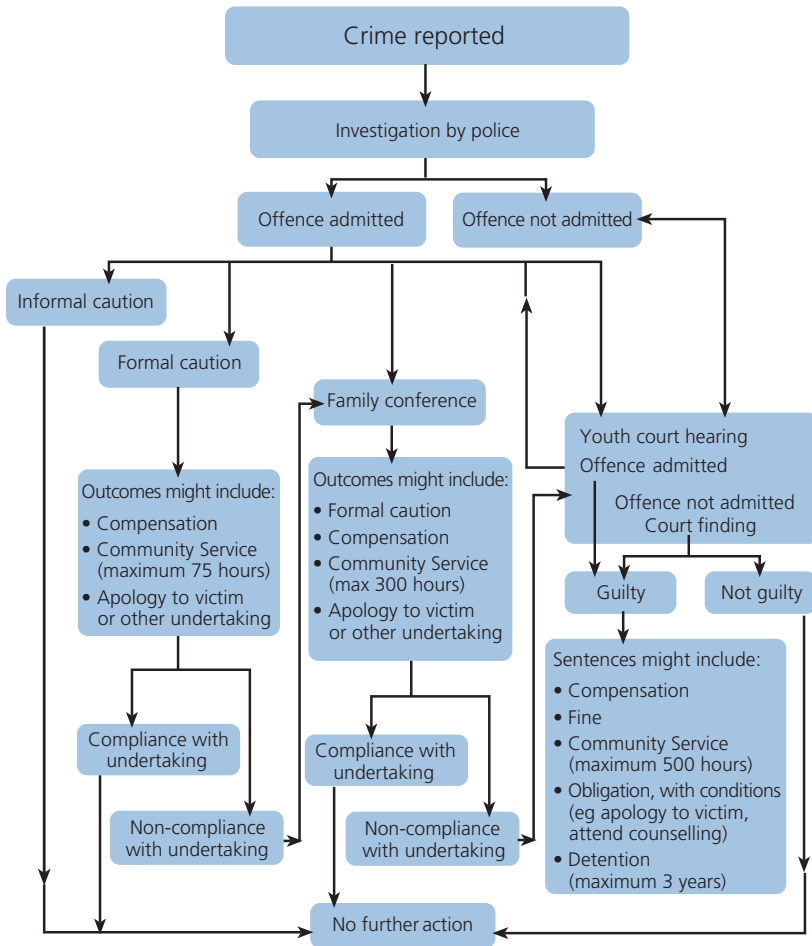 Crime reported
Investigation by police
Offence admitted
Offence not admitted
Informal caution
Formal caution
Family conference
Youth court hearing
Offence admitted
Offence not admitted
Court finding
Outcomes might include:
• Compensation
• Community Service
(maximum 75 hours)
• Apology to victim
or other undertaking
Outcomes might include:
• Formal caution
• Compensation
• Community Service
(max 300 hours)
• Apology to victim
or other undertaking
Guilty
Not guilty
Sentences might include:
• Compensation
• Fine
• Community Service
(maximum 500 hours)
• Obligation, with conditions
(eg apology to victim,
attend counselling)
• Detention
(maximum 3 years)
Compliance with
undertaking
Non-compliance
with undertaking
Compliance with
undertaking
Non-compliance
with undertaking
No further action